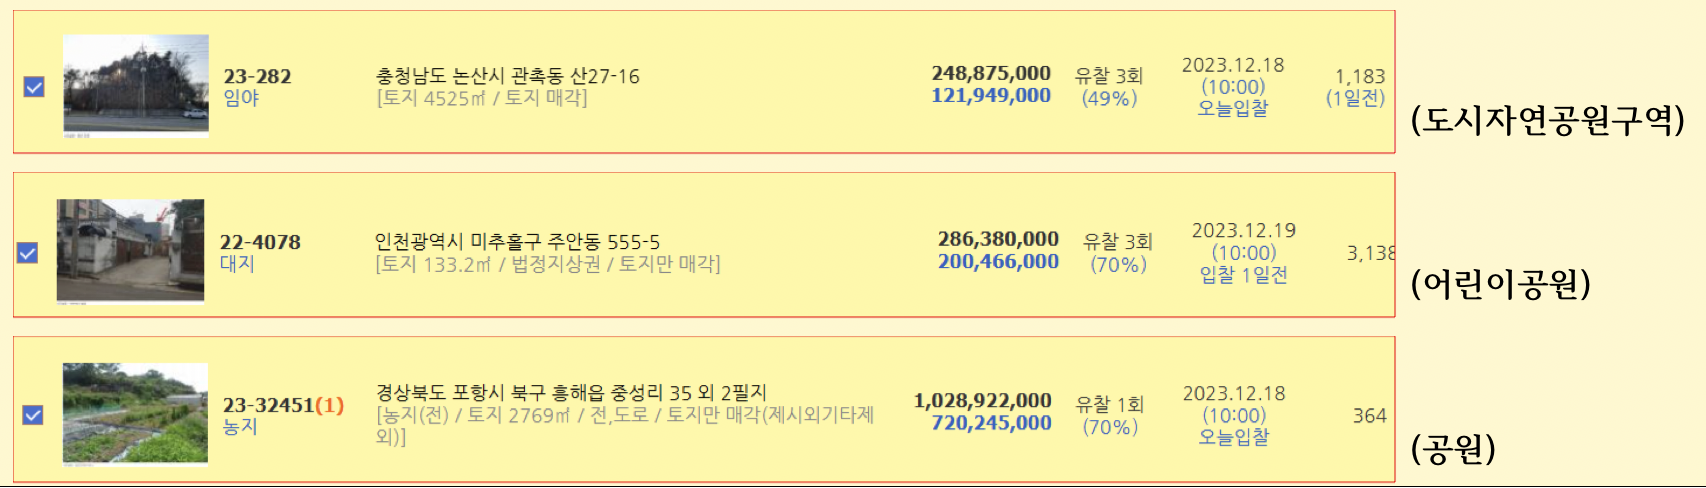 23-282
임야
충청남도 논산시 관촉동 산27-16
[토지 4525㎡ / 토지 매각]
248,875,000
121,949,000
유찰 3회
(49%)
2023.12.18
(10:00)
오늘입찰
1,183
(1일전)
(도시자연공원구역)
22-4078
대지
인천광역시 미추홀구 주안동 555-5
[토지 133.2㎡ / 법정지상권 / 토지만 매각]
286,380,000
200,466,000
유찰 3회
(70%)
2023.12.19
(10:00)
입찰 1일전
3,138
(어린이공원)
23-32451(1)
농지
경상북도 포항시 북구 흥해읍 중성리 35 외 2필지
[농지(전) / 토지 2769㎡ / 전,도로 / 토지만 매각(제시외기타제
외)]
1,028,922,000
720,245,000
유찰 1회
(70%)
2023.12.18
(10:00)
오늘입찰
364
(공원)